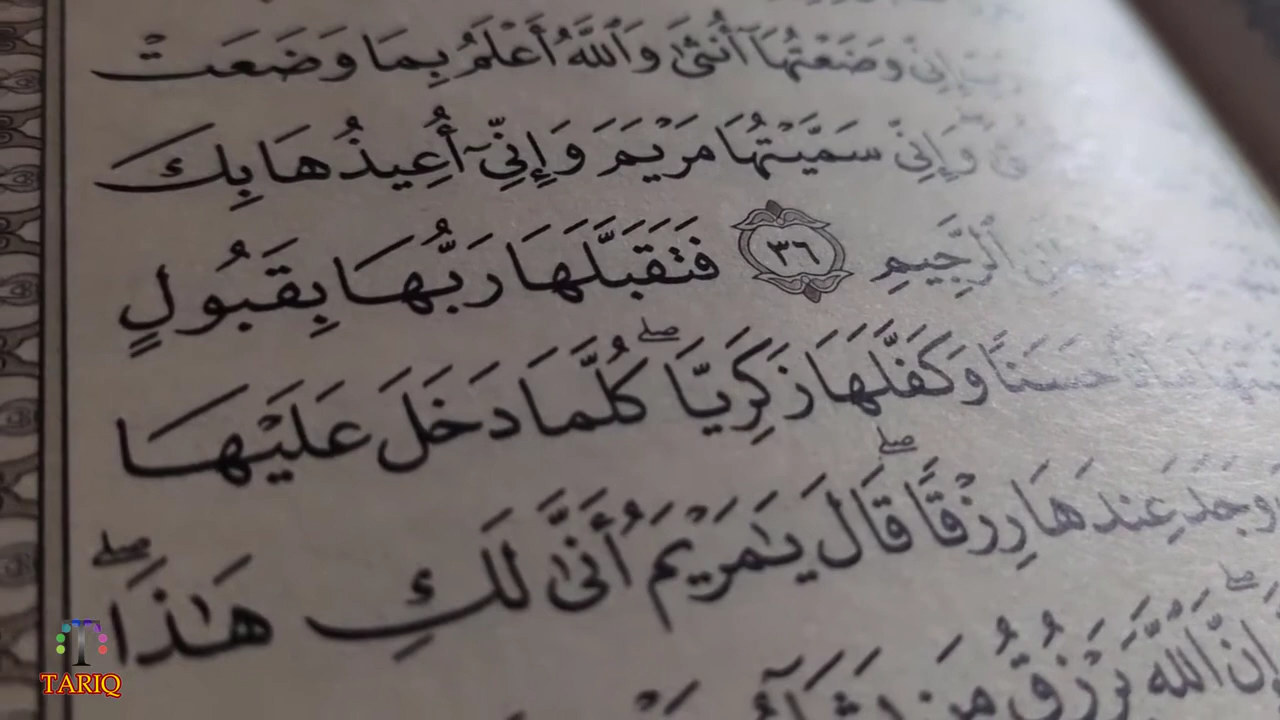 إِنِّي وَضَعْتُهَآ أُنثَىٰ وَٱللَّهُ أَعْلَمُ بِمَا وَضَعَتْ
وَإِنِّي سَمَّيْتُهَا مَرْيَمَ وَإِنِّيٓ أُعِيذُهَا بِكَ
ٱلرَّجِيمِ ٣٦ فَتَقَبَّلَهَا رَبُّهَا بِقَبُولٍ
حَسَنًا وَكَفَّلَهَا زَكَرِيَّا ۖ كُلَّمَا دَخَلَ عَلَيْهَا
وَجَدَ عِندَهَا رِزْقًا ۖ قَالَ يَٰمَرْيَمُ أَنَّىٰ لَكِ هَٰذَا ۖ
إِنَّ ٱللَّهَ يَرْزُقُ مَن
TARIQ